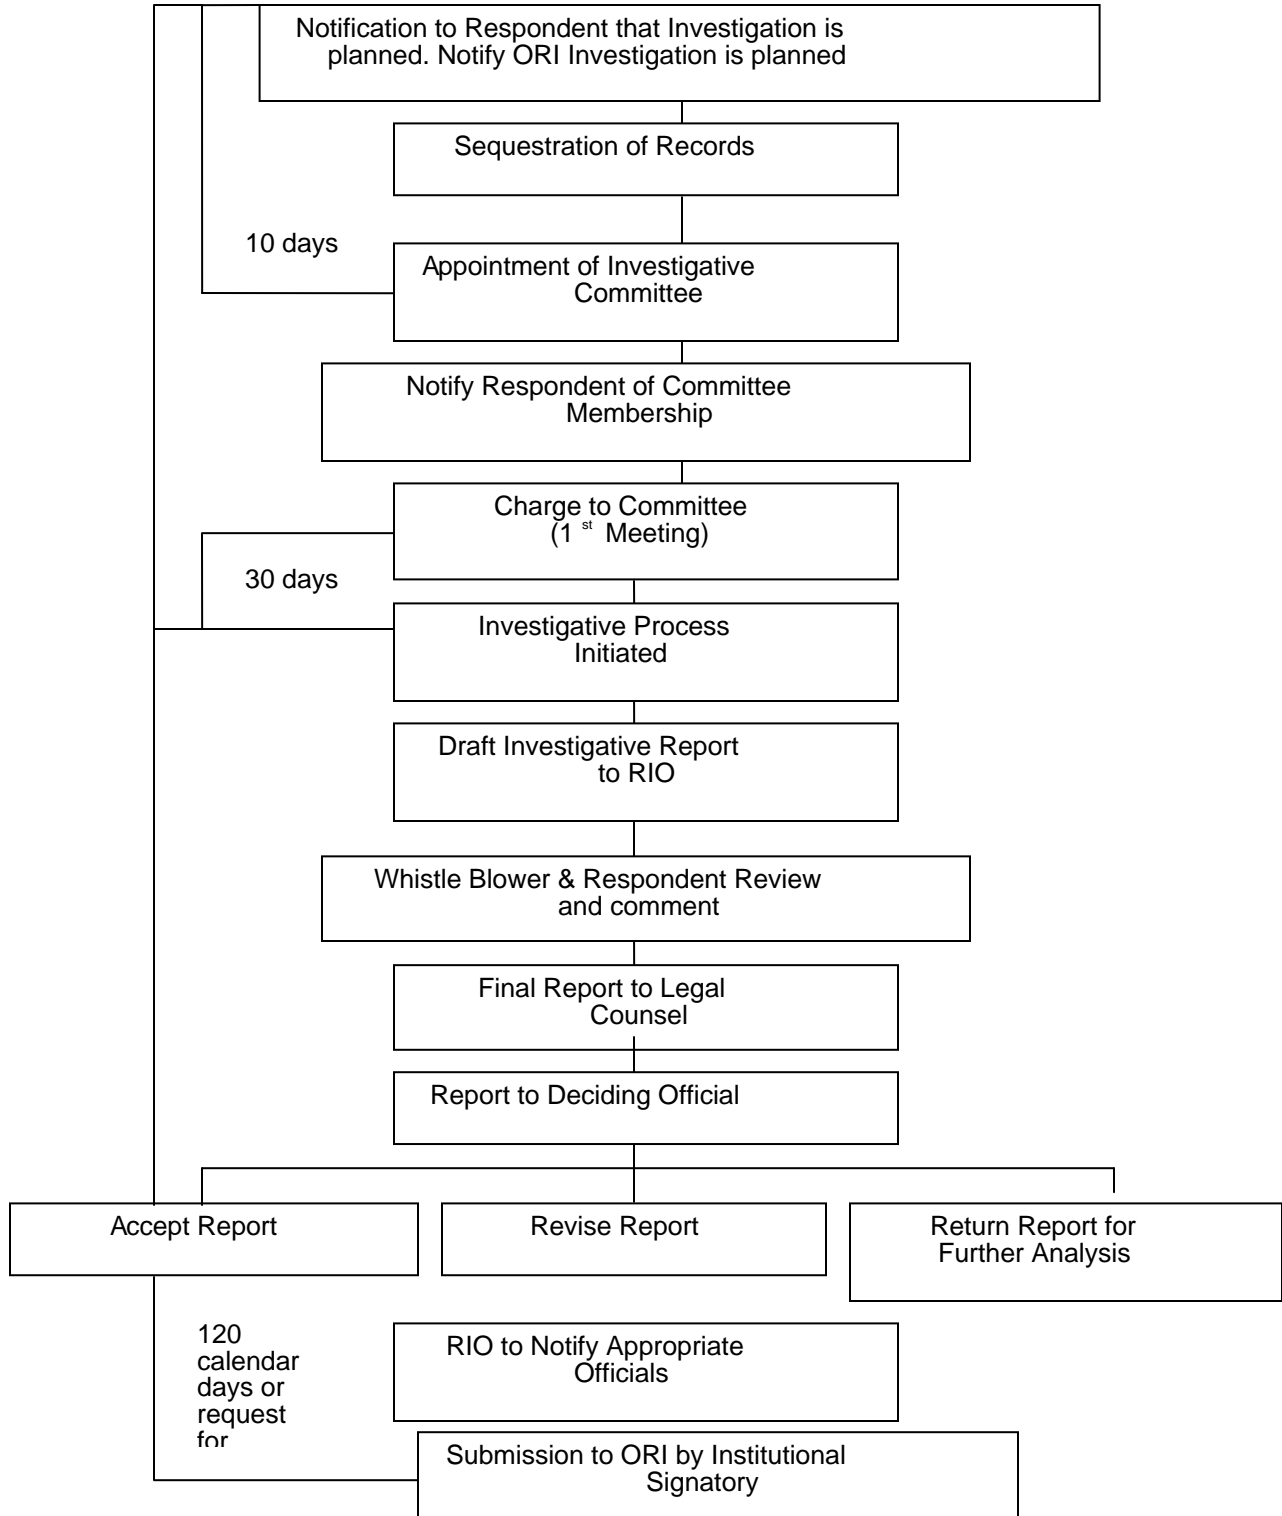 Notification to Respondent that Investigation is
planned. Notify ORI Investigation is planned
Sequestration of Records
10 days
Appointment of Investigative
Committee
Notify Respondent of Committee
Membership
Charge to Committee
(1 st Meeting)
30 days
Investigative Process
Initiated
Draft Investigative Report
to RIO
Whistle Blower & Respondent Review
and comment
Final Report to Legal
Counsel
Report to Deciding Official
Accept Report
Revise Report
Return Report for
Further Analysis
120
calendar
days or
request
for
RIO to Notify Appropriate
Officials
Submission to ORI by Institutional
Signatory